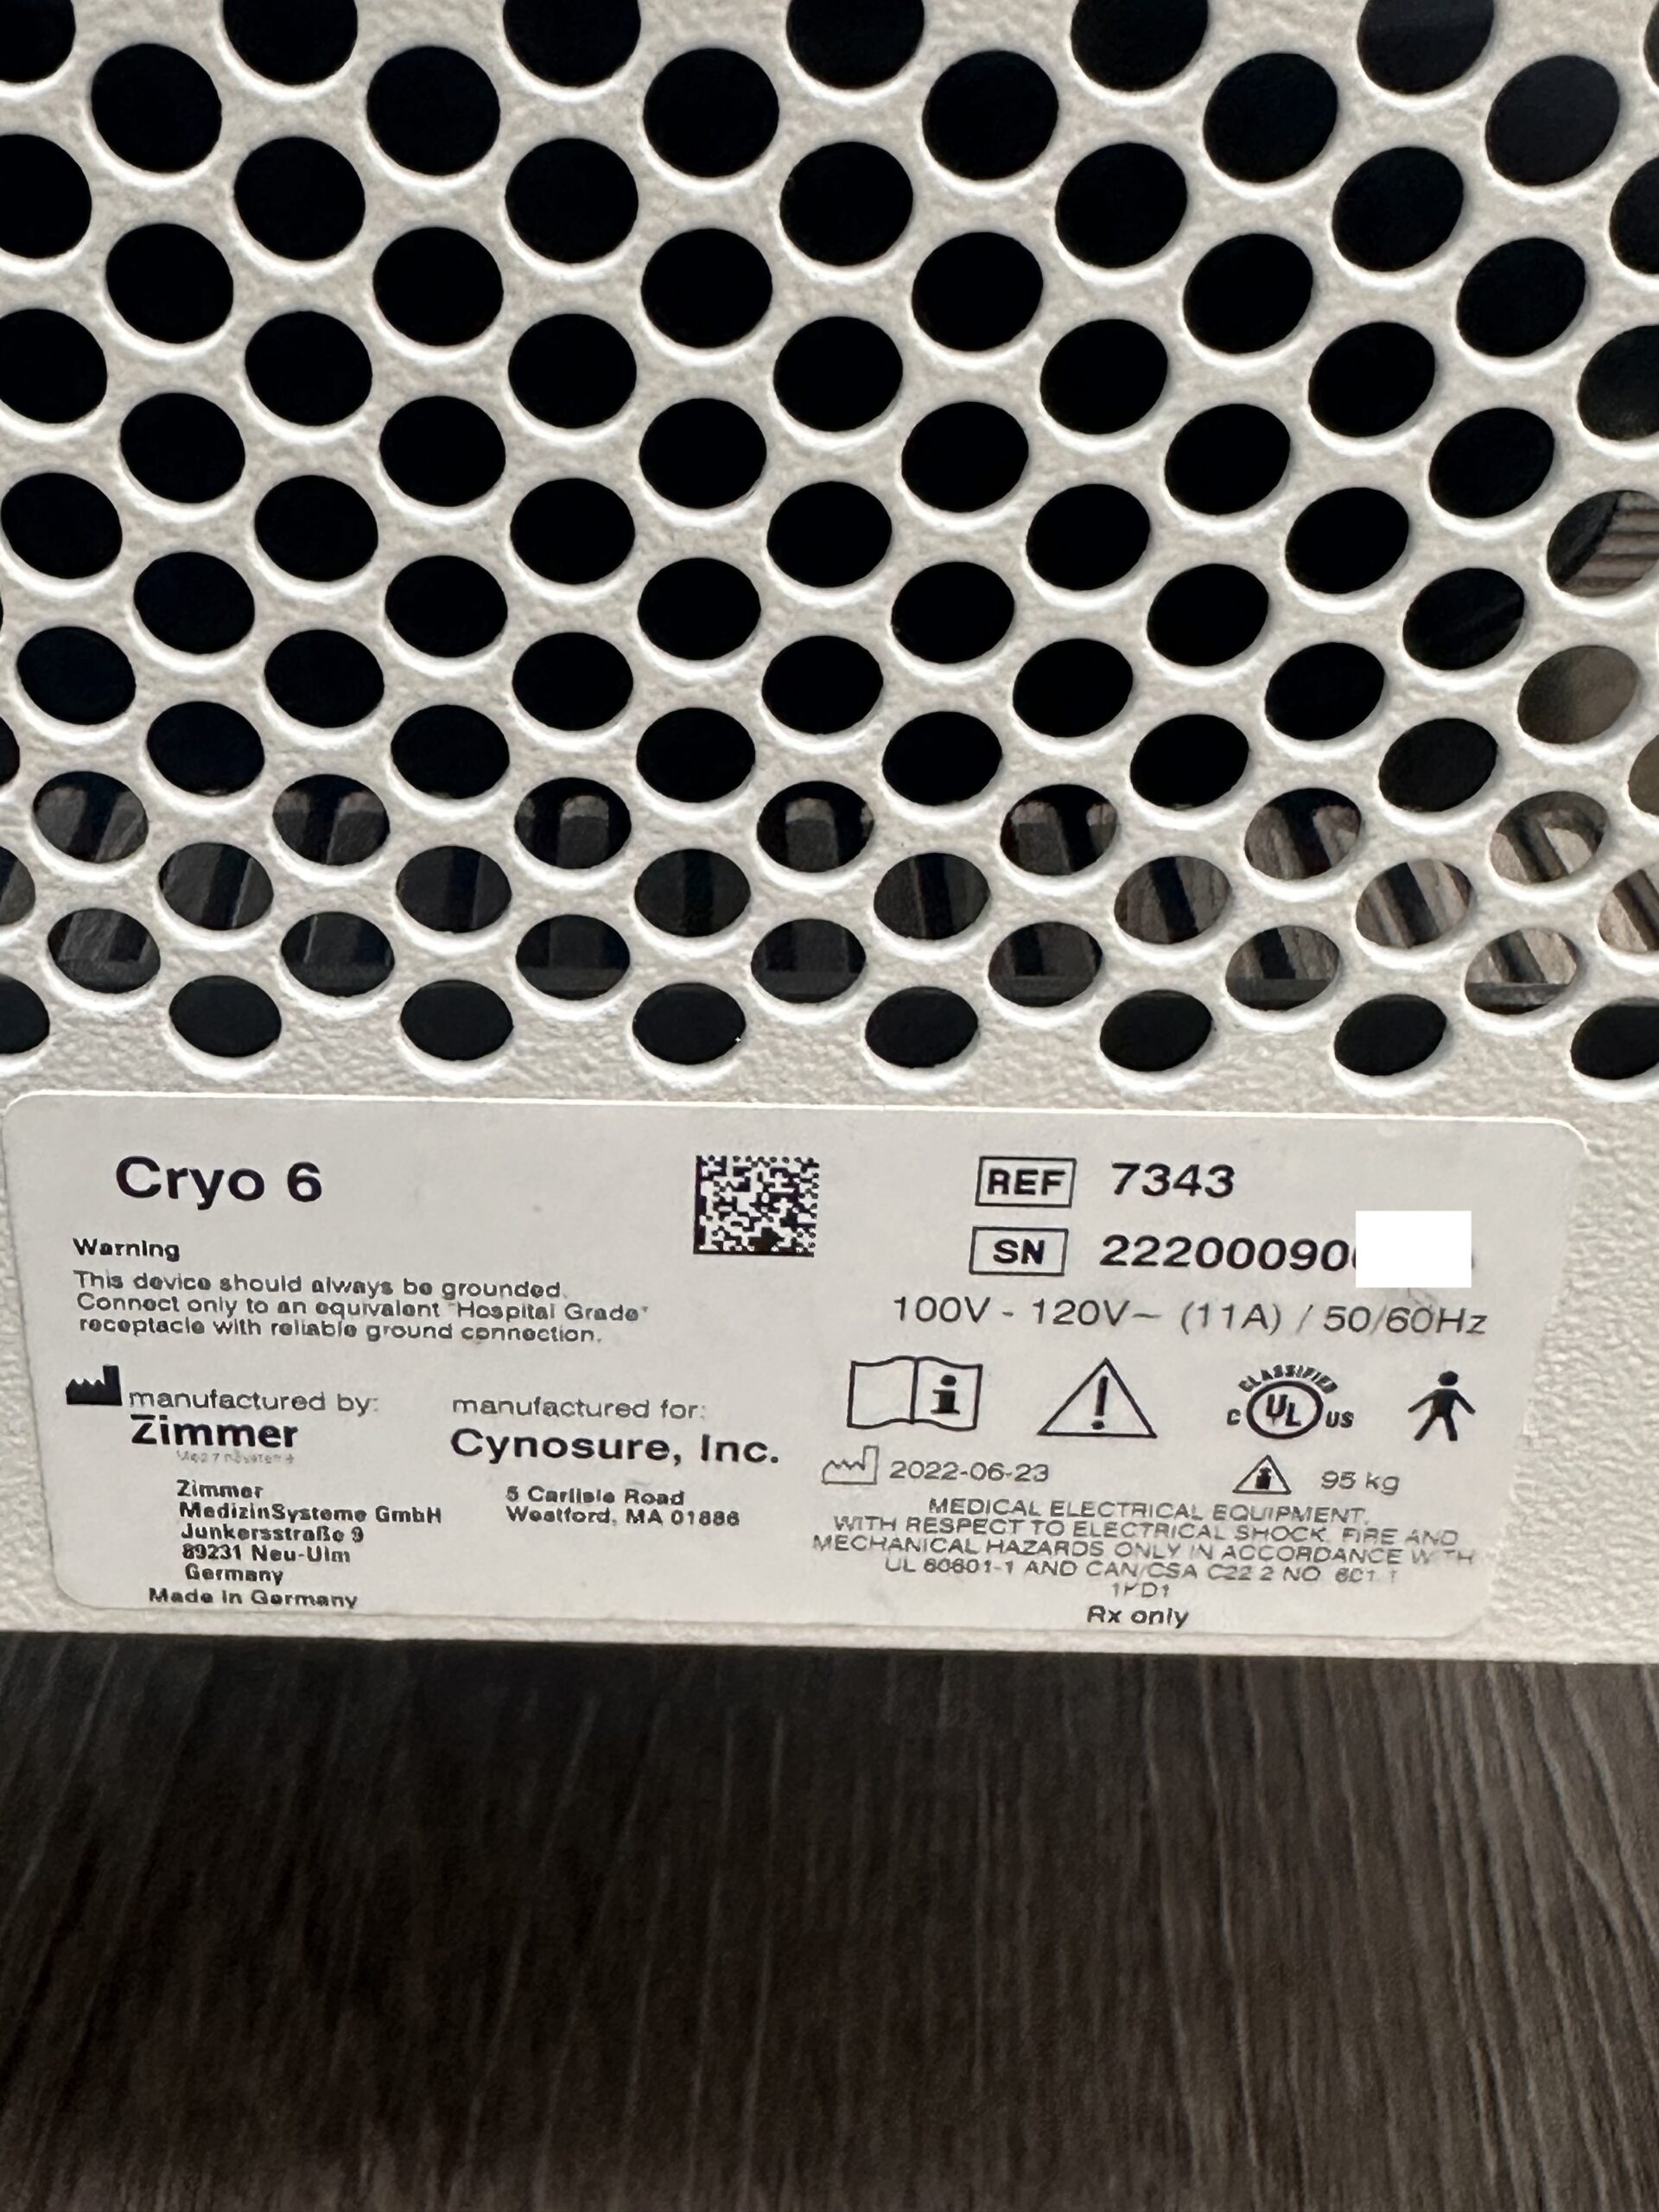 Cryo 6
Warning
This device should always be grounded.
Connect only to an equivalent "Hospital Grade"
receptacle with reliable ground connection.
manufactured by:
Zimmer
Zimmer
MedizinSysteme GmbH
Junkersstraße 9
89231 Neu-Ulm
Germany
Made in Germany
manufactured for:
Cynosure, Inc.
5 Carlisle Road
Westford, MA 01886
REF 7343
SN 22200090
100V - 120V~ (11A) / 50/60Hz
i
!
CLASSIFIED
C UL US
2022-06-23
95 kg
MEDICAL ELECTRICAL EQUIPMENT.
WITH RESPECT TO ELECTRICAL SHOCK, FIRE AND
MECHANICAL HAZARDS ONLY IN ACCORDANCE WITH
UL 60601-1 AND CAN/CSA C22.2 NO. 601.1
Rx only